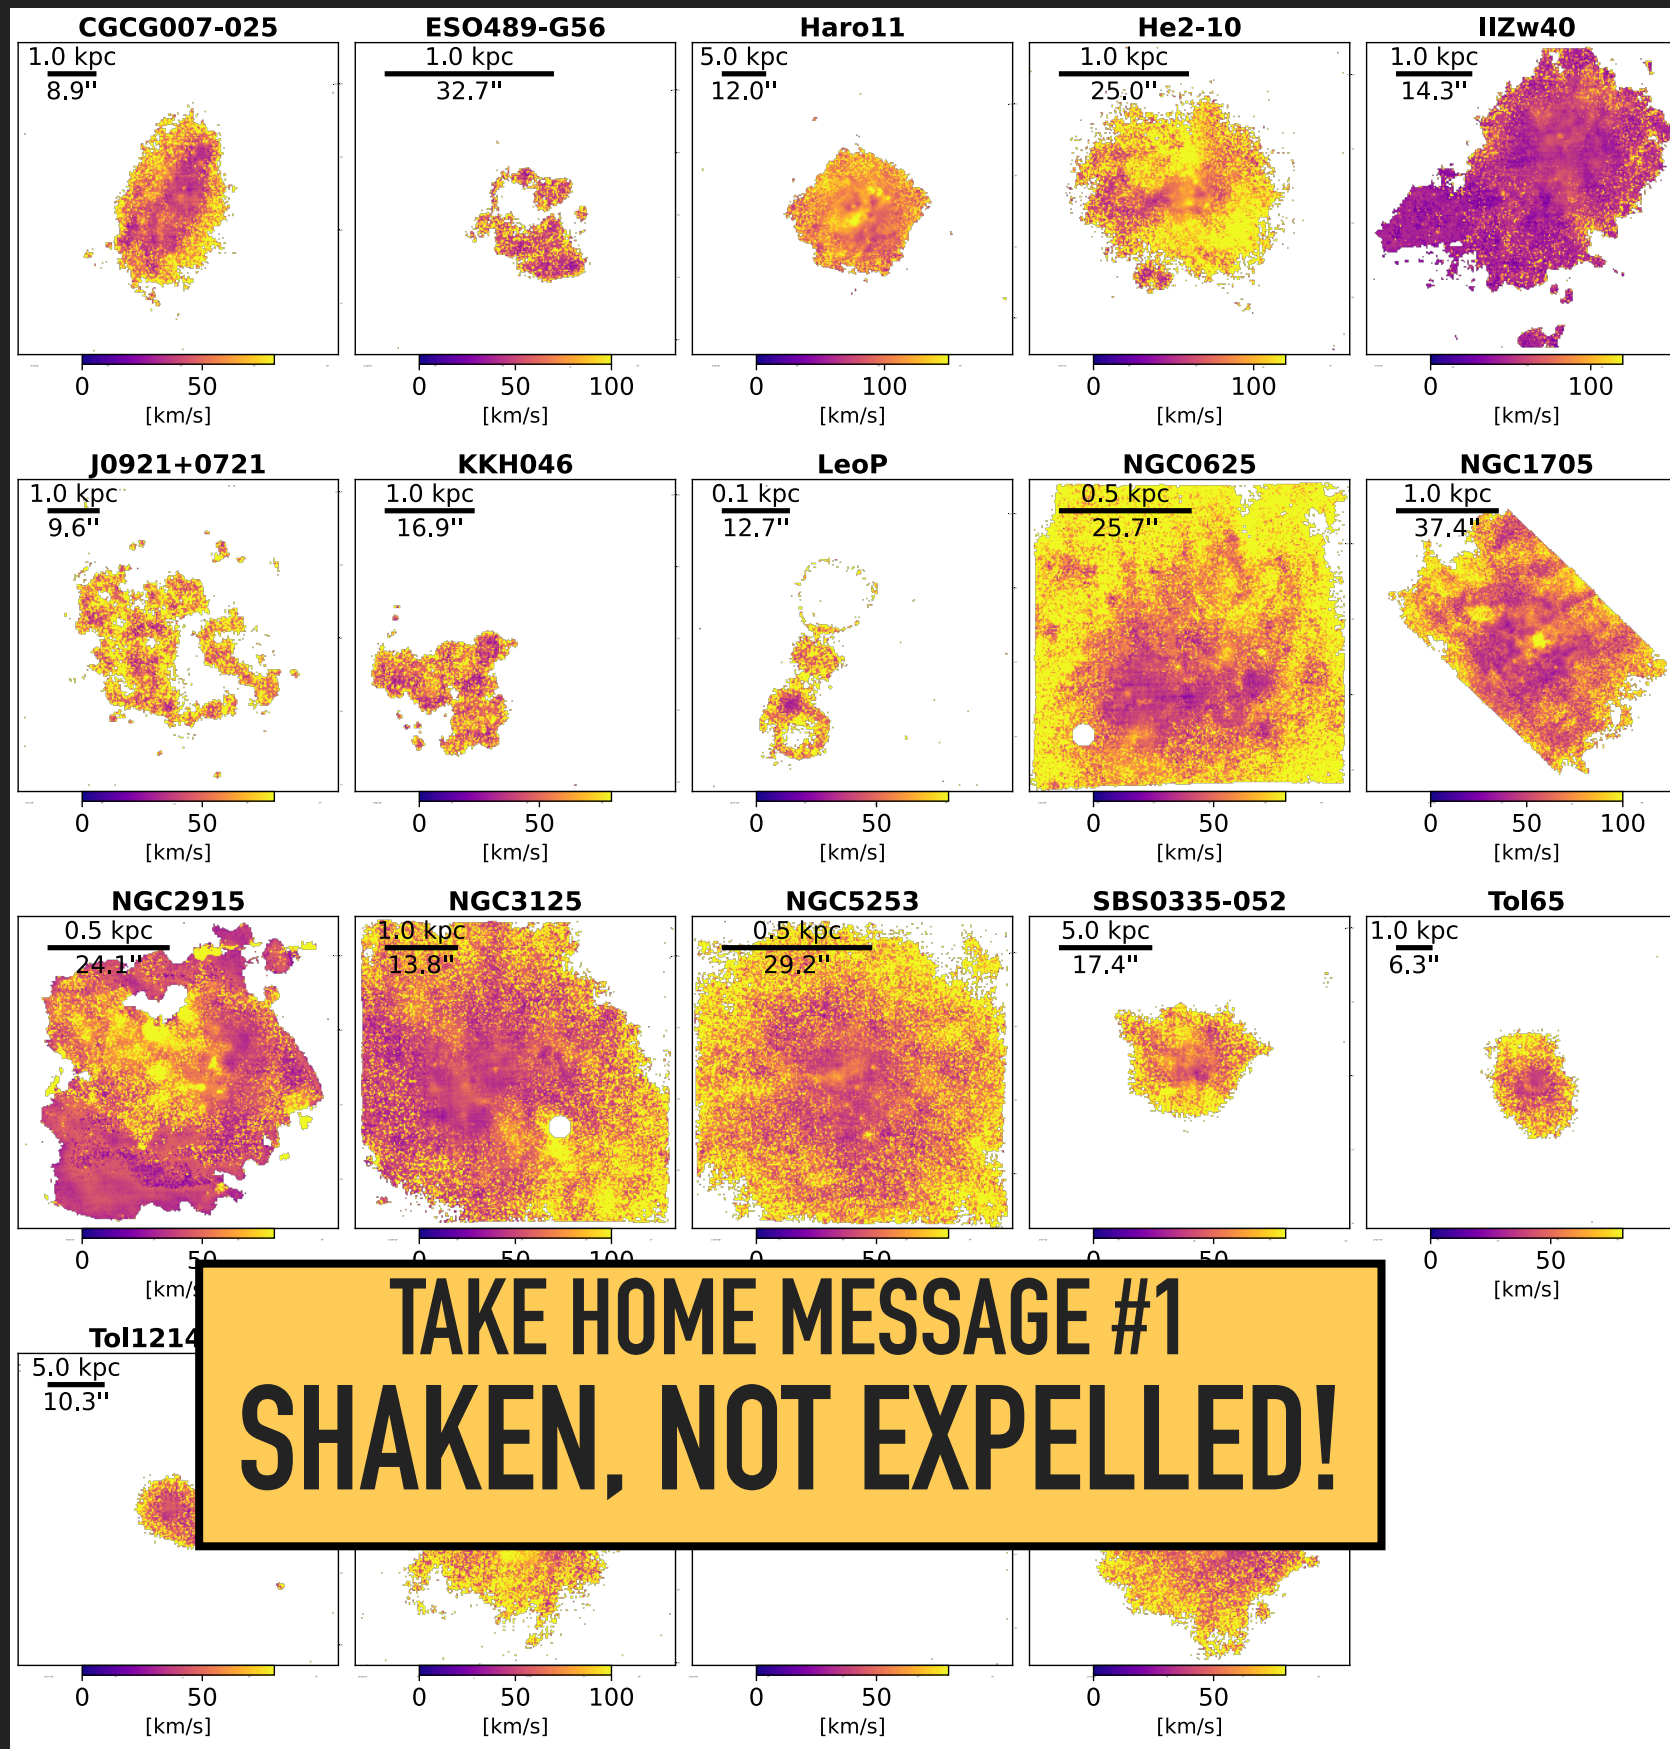 CGCG007-025
ESO489-G56
Haro11
He2-10
IIZw40
1.0 kpc
8.9"
1.0 kpc
32.7"
5.0 kpc
12.0"
1.0 kpc
25.0"
1.0 kpc
14.3"
0 50
0 50 100
0 100
0 100
0 100
[km/s]
[km/s]
[km/s]
[km/s]
[km/s]
J0921+0721
KKH046
LeoP
NGC0625
NGC1705
1.0 kpc
9.6"
1.0 kpc
16.9"
0.1 kpc
12.7"
0.5 kpc
25.7"
1.0 kpc
37.4"
0 50
0 50
0 50
0 50
0 50 100
[km/s]
[km/s]
[km/s]
[km/s]
[km/s]
NGC2915
NGC3125
NGC5253
SBS0335-052
Tol65
0.5 kpc
24.1"
1.0 kpc
13.8"
0.5 kpc
29.2"
5.0 kpc
17.4"
1.0 kpc
6.3"
0 50
0 50 100
0 50
0 50
0 50
[km/s
[km/s]
Tol1214
5.0 kpc
10.3"
TAKE HOME MESSAGE #1
SHAKEN, NOT EXPELLED!
0 50
0 50 100
0 50
0 50
[km/s]
[km/s]
[km/s]
[km/s]